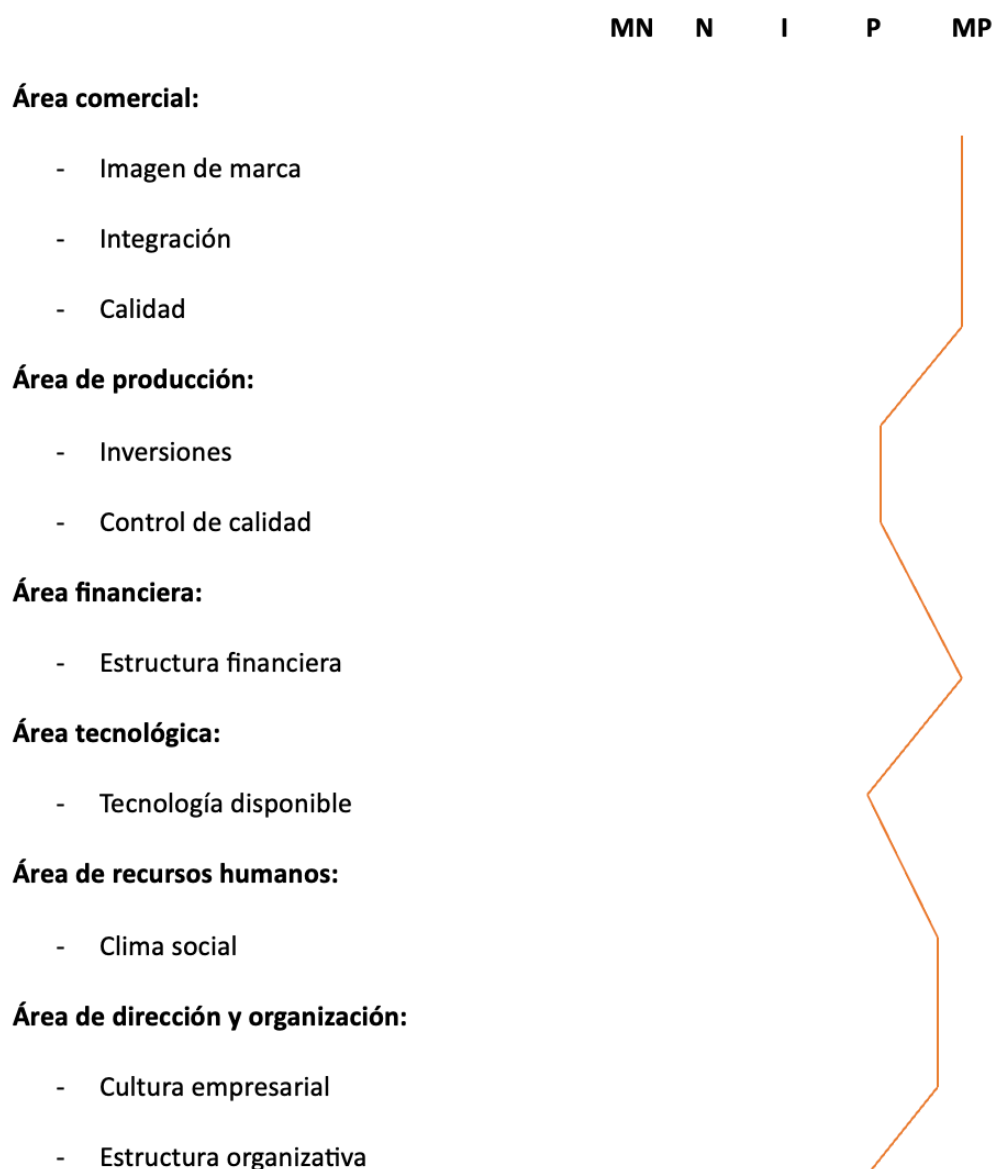 MN N I P MP
Área comercial:
- Imagen de marca
- Integración
- Calidad
Área de producción:
- Inversiones
- Control de calidad
Área financiera:
- Estructura financiera
Área tecnológica:
- Tecnología disponible
Área de recursos humanos:
- Clima social
Área de dirección y organización:
- Cultura empresarial
- Estructura organizativa